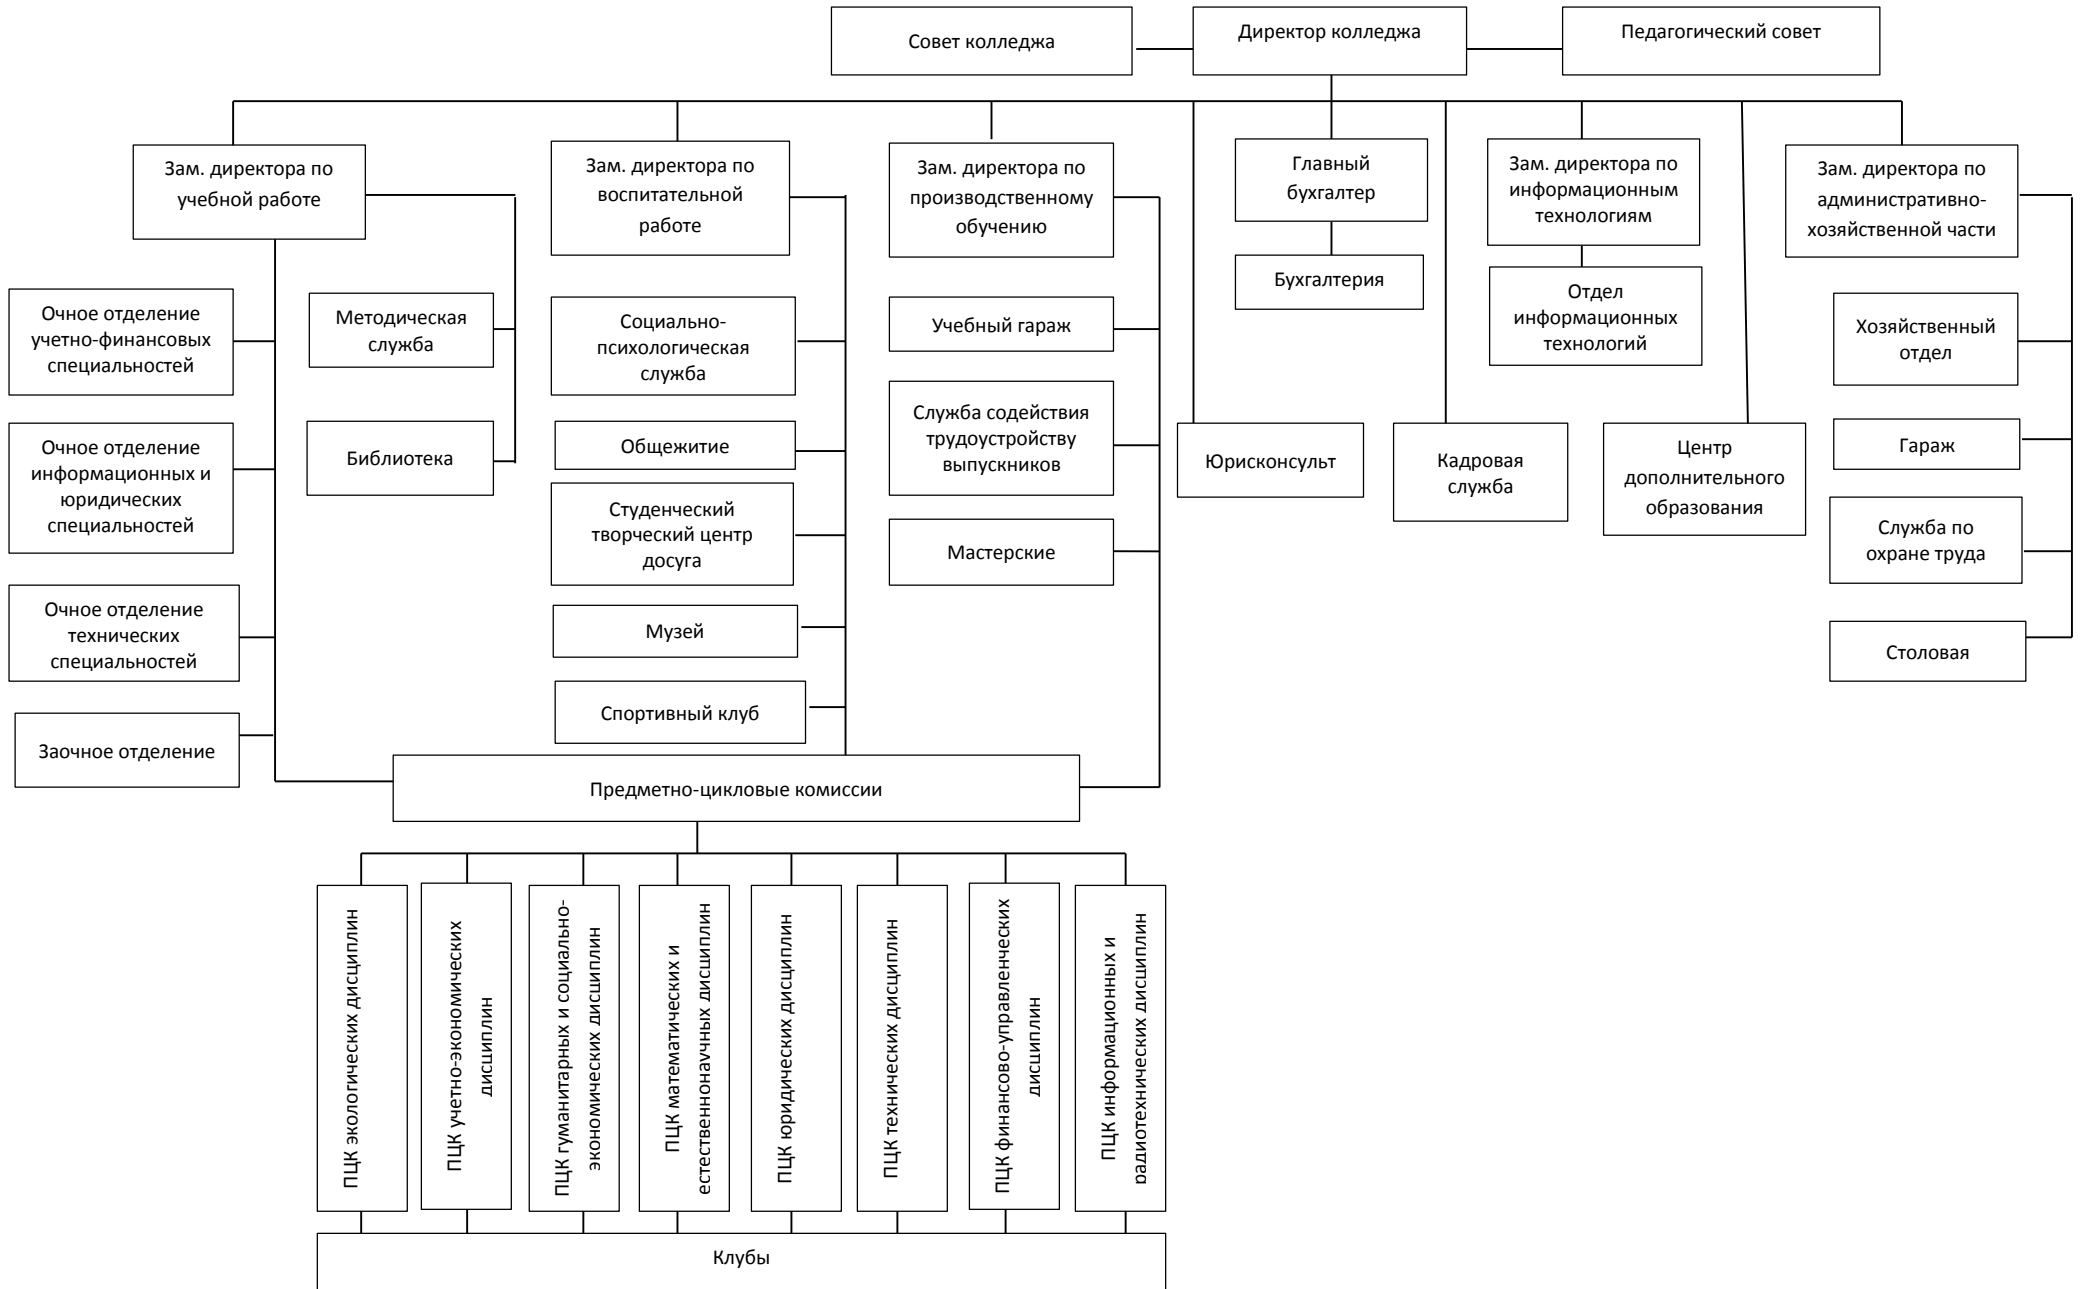 Совет колледжа
Директор колледжа
Педагогический совет
Зам. директора по
учебной работе
Зам. директора по
воспитательной
работе
Зам. директора по
производственному
обучению
Главный
бухгалтер
Зам. директора по
информационным
технологиям
Зам. директора по
административно-
хозяйственной части
Бухгалтерия
Отдел
информационных
технологий
Очное отделение
учетно-финансовых
специальностей
Методическая
служба
Социально-
психологическая
служба
Учебный гараж
Хозяйственный
отдел
Очное отделение
информационных и
юридических
специальностей
Библиотека
Общежитие
Служба содействия
трудоустройству
выпускников
Юрисконсульт
Кадровая
служба
Центр
дополнительного
образования
Гараж
Студенческий
творческий центр
досуга
Мастерские
Служба по
охране труда
Очное отделение
технических
специальностей
Музей
Столовая
Спортивный клуб
Заочное отделение
Предметно-цикловые комиссии
ПЦК экологических дисциплин
ПЦК учетно-экономических
дисциплин
ПЦК гуманитарных и социально-
экономических дисциплин
ПЦК математических и
естественнонаучных дисциплин
ПЦК юридических дисциплин
ПЦК технических дисциплин
ПЦК финансово-управленческих
дисциплин
ПЦК информационных и
радиотехнических дисциплин
Клубы